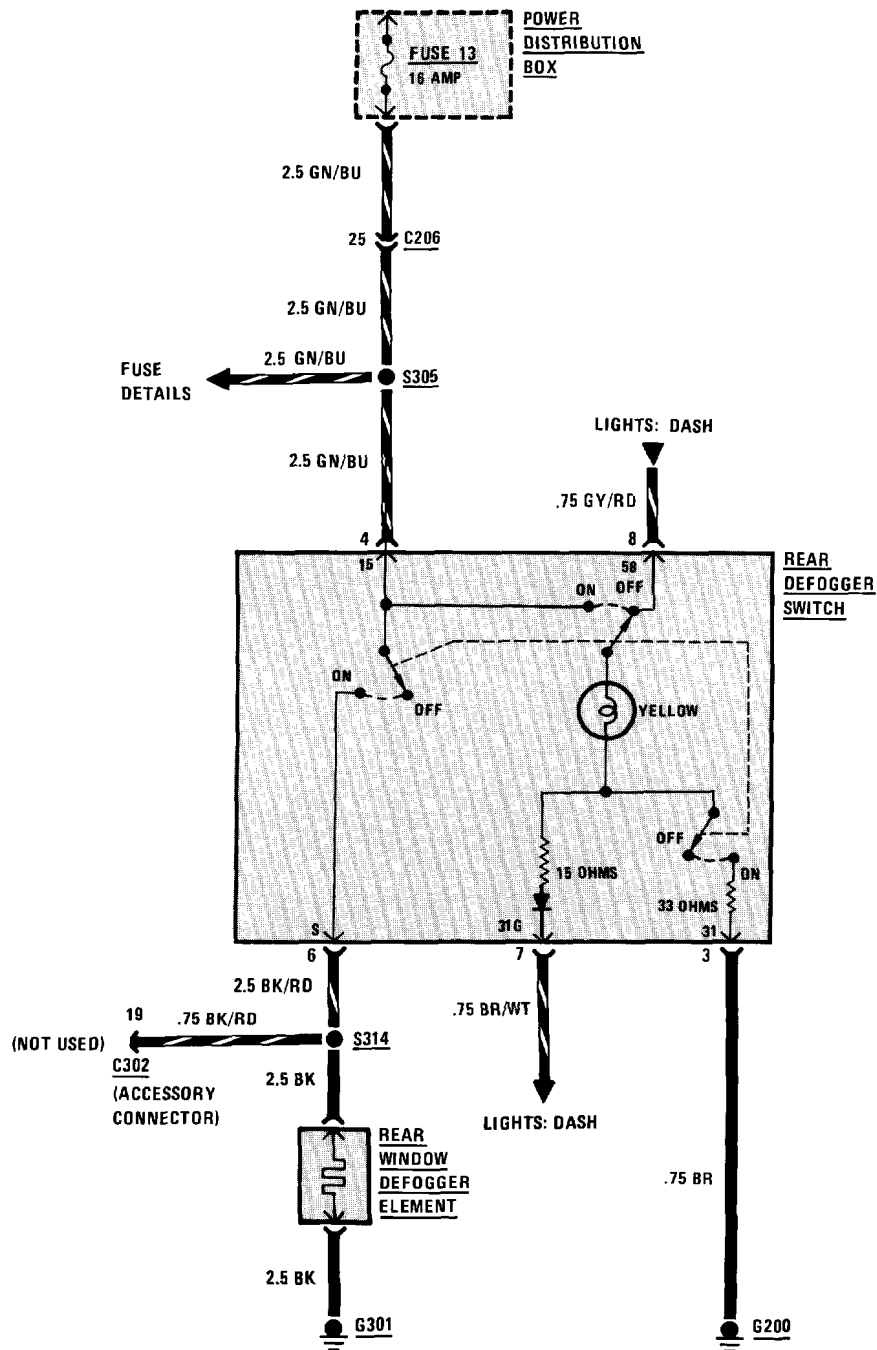 POWER
DISTRIBUTION
BOX
FUSE 13
16 AMP
2.5 GN/BU
25
C206
2.5 GN/BU
FUSE
DETAILS
2.5 GN/BU
S305
LIGHTS: DASH
2.5 GN/BU
.75 GY/RD
4
8
15
58
REAR
DEFOGGER
SWITCH
ON
OFF
ON
OFF
YELLOW
OFF
ON
15 OHMS
33 OHMS
S
31G
31
6
7
3
2.5 BK/RD
19
.75 BK/RD
.75 BR/WT
(NOT USED)
S314
C302
(ACCESSORY
CONNECTOR)
2.5 BK
LIGHTS: DASH
REAR
WINDOW
DEFOGGER
ELEMENT
.75 BR
2.5 BK
G301
G200